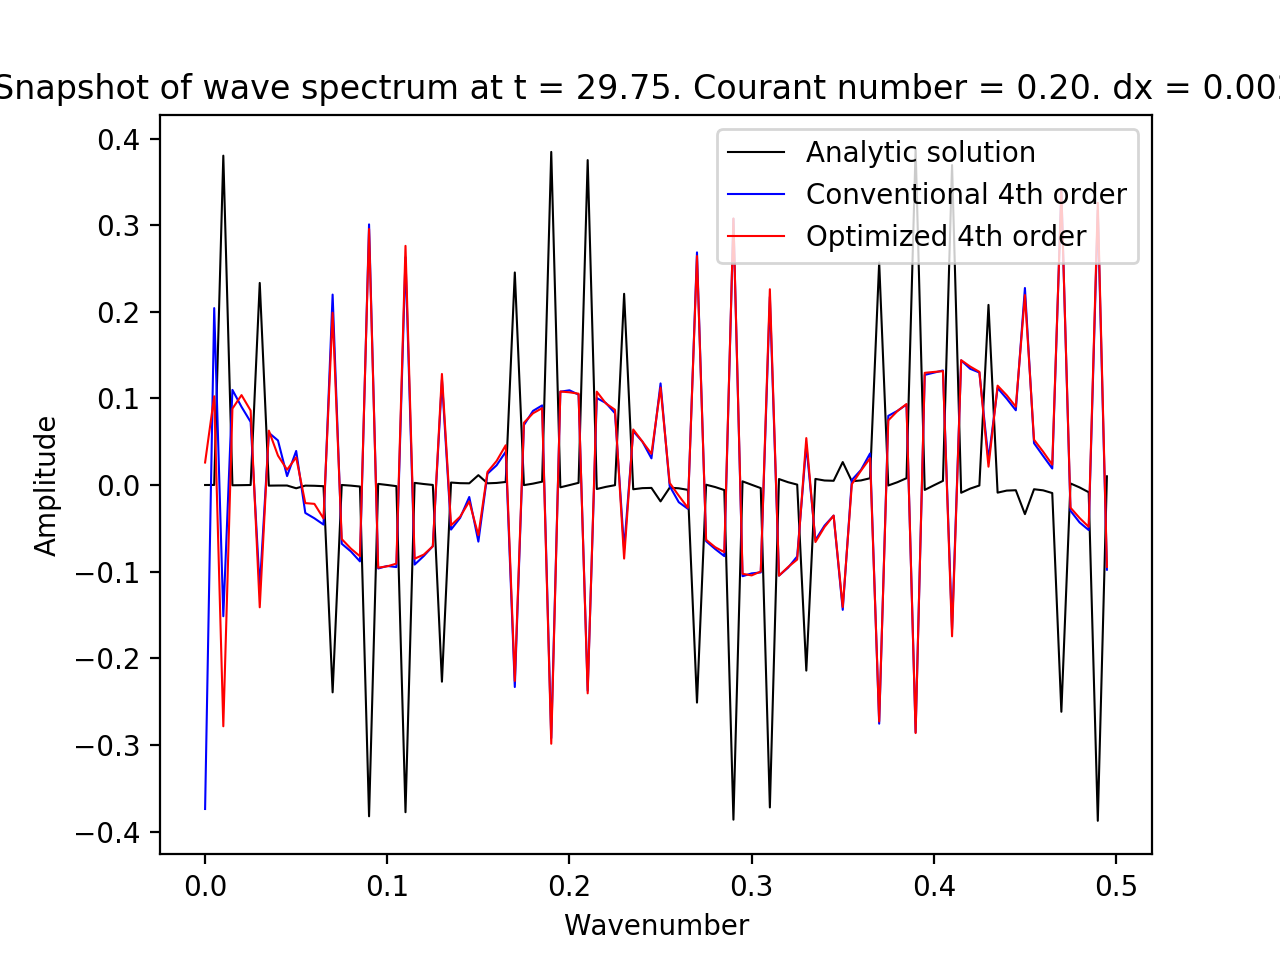 Snapshot of wave spectrum at t = 29.75. Courant number = 0.20. dx = 0.00
Analytic solution
Conventional 4th order
Optimized 4th order
0.4
0.3
0.2
0.1
0.0
−0.1
−0.2
−0.3
−0.4
Amplitude
0.0 0.1 0.2 0.3 0.4 0.5
Wavenumber